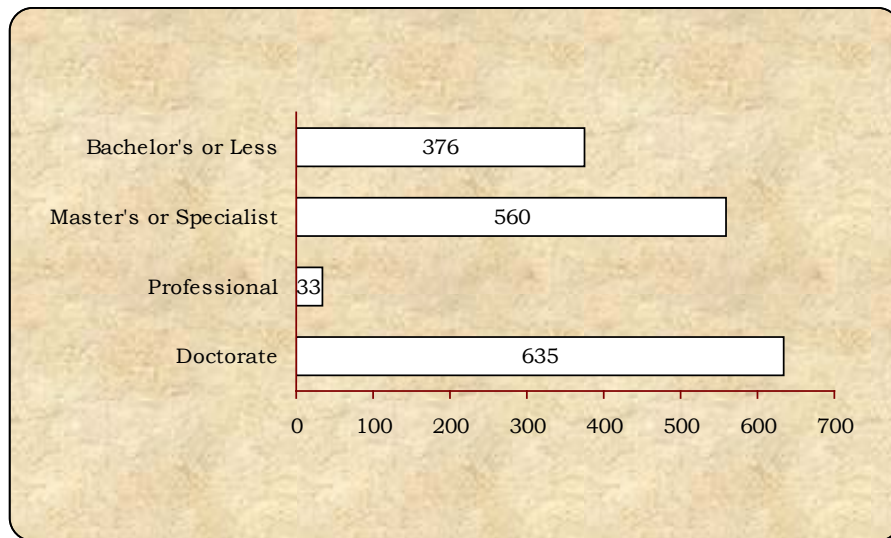 Bachelor's or Less 376
Master's or Specialist 560
Professional 33
Doctorate 635
0 100 200 300 400 500 600 700